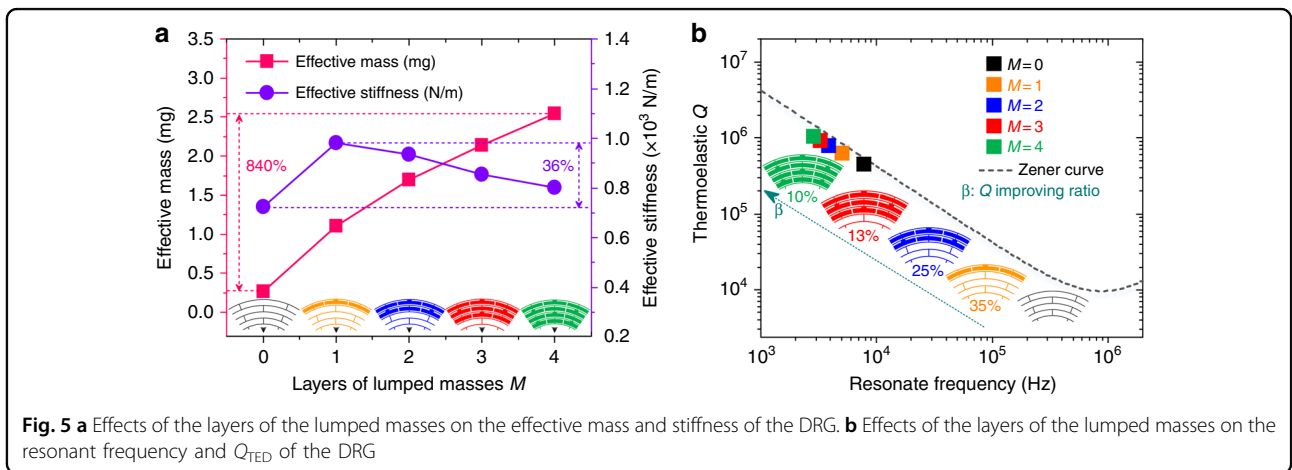 a
3.5
3.0
2.5
2.0
1.5
1.0
0.5
0.0
Effective mass (mg)
Effective mass (mg)
Effective stiffness (N/m)
840%
36%
1.4
1.2
1.0
0.8
0.6
0.4
0.2
Effective stiffness (×10³ N/m)
0 1 2 3 4
Layers of lumped masses M
b
10⁷
10⁶
10⁵
10⁴
Thermoelastic Q
M = 0
M = 1
M = 2
M = 3
M = 4
Zener curve
β: Q improving ratio
β
10%
13%
25%
35%
10³ 10⁴ 10⁵ 10⁶
Resonate frequency (Hz)
Fig. 5 a Effects of the layers of the lumped masses on the effective mass and stiffness of the DRG. b Effects of the layers of the lumped masses on the
resonant frequency and Q_TED of the DRG